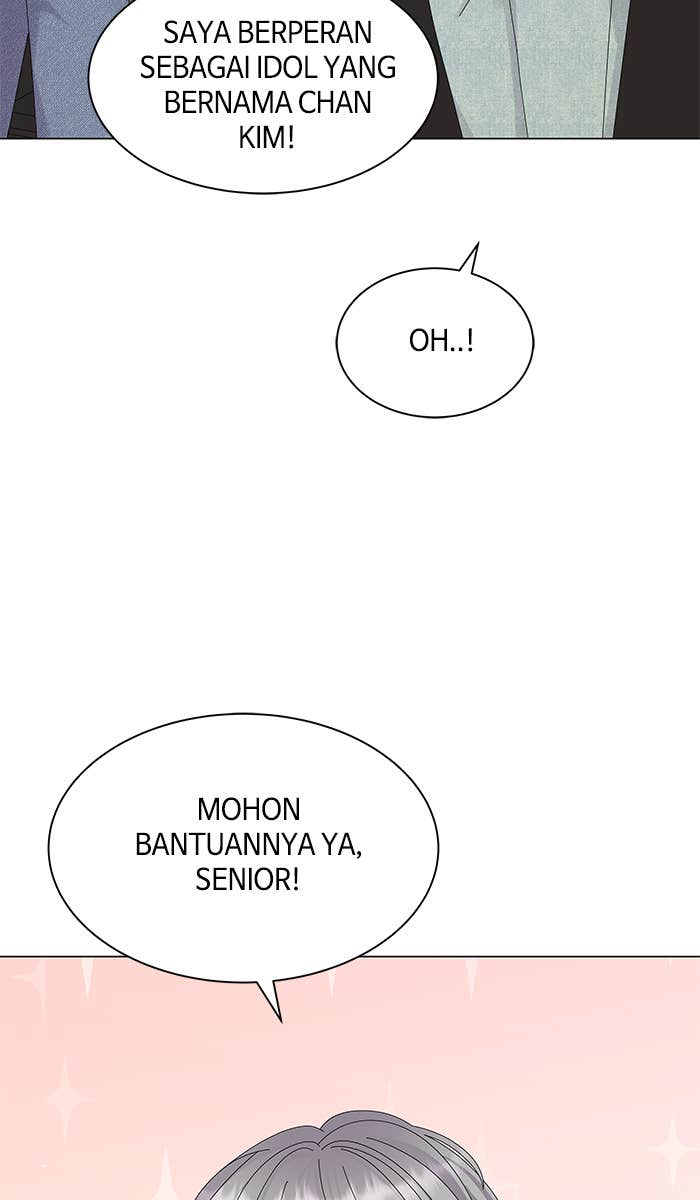 SAYA BERPERAN
SEBAGAI IDOL YANG
BERNAMA CHAN
KIM!
OH..!
MOHON
BANTUANNYA YA,
SENIOR!